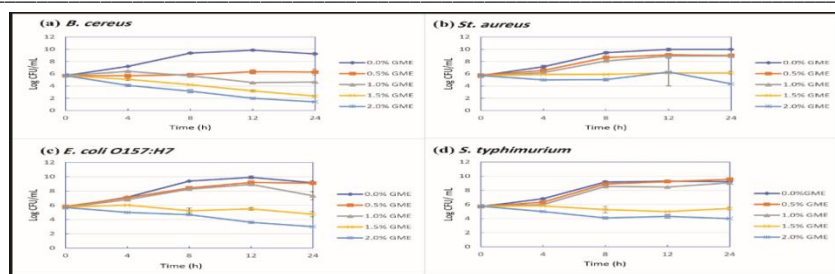 (a) B. cereus
Log CFU/mL
12
10
8
6
4
2
0
0 4 8 12 24
Time (h)
0.0% GME
0.5% GME
1.0% GME
1.5% GME
2.0% GME
(b) St. aureus
Log CFU/mL
12
10
8
6
4
2
0
0 4 8 12 24
Time (h)
0.0% GME
0.5% GME
1.0% GME
1.5% GME
2.0% GME
(c) E. coli O157:H7
Log CFU/mL
12
10
8
6
4
2
0
0 4 8 12 24
Time (h)
0.0% GME
0.5% GME
1.0% GME
1.5% GME
2.0% GME
(d) S. typhimurium
Log CFU/mL
12
10
8
6
4
2
0
0 4 8 12 24
Time (h)
0.0%GME
0.5% GME
1.0% GME
1.5% GME
2.0% GME